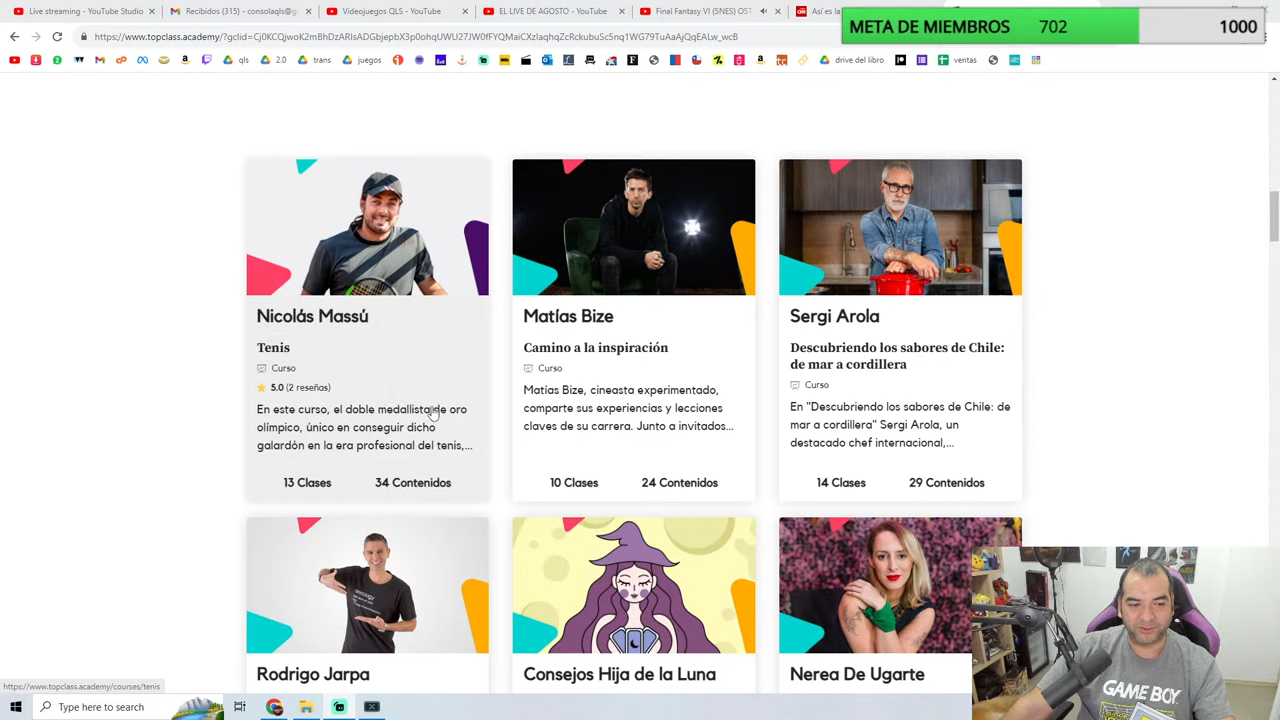 Live streaming - YouTube Studio
Recibidos (315) - consolaqls@g
Videojuegos QLS - YouTube
EL LIVE DE AGOSTO - YouTube
Final Fantasy VI (SNES) OST
Así es la
META DE MIEMBROS 702 1000
qls
2.0
trans
juegos
drive del libro
ventas
Nicolás Massú
Tenis
Curso
5.0 (2 reseñas)
En este curso, el doble medallista de oro
olímpico, único en conseguir dicho
galardón en la era profesional del tenis,...
13 Clases 34 Contenidos
Matías Bize
Camino a la inspiración
Curso
Matías Bize, cineasta experimentado,
comparte sus experiencias y lecciones
claves de su carrera. Junto a invitados...
10 Clases 24 Contenidos
Sergi Arola
Descubriendo los sabores de Chile:
de mar a cordillera
Curso
En "Descubriendo los sabores de Chile: de
mar a cordillera" Sergi Arola, un
destacado chef internacional,...
14 Clases 29 Contenidos
Rodrigo Jarpa
Consejos Hija de la Luna
Nerea De Ugarte
https://www.topclass.academy/courses/tenis
Type here to search
GAME BOY